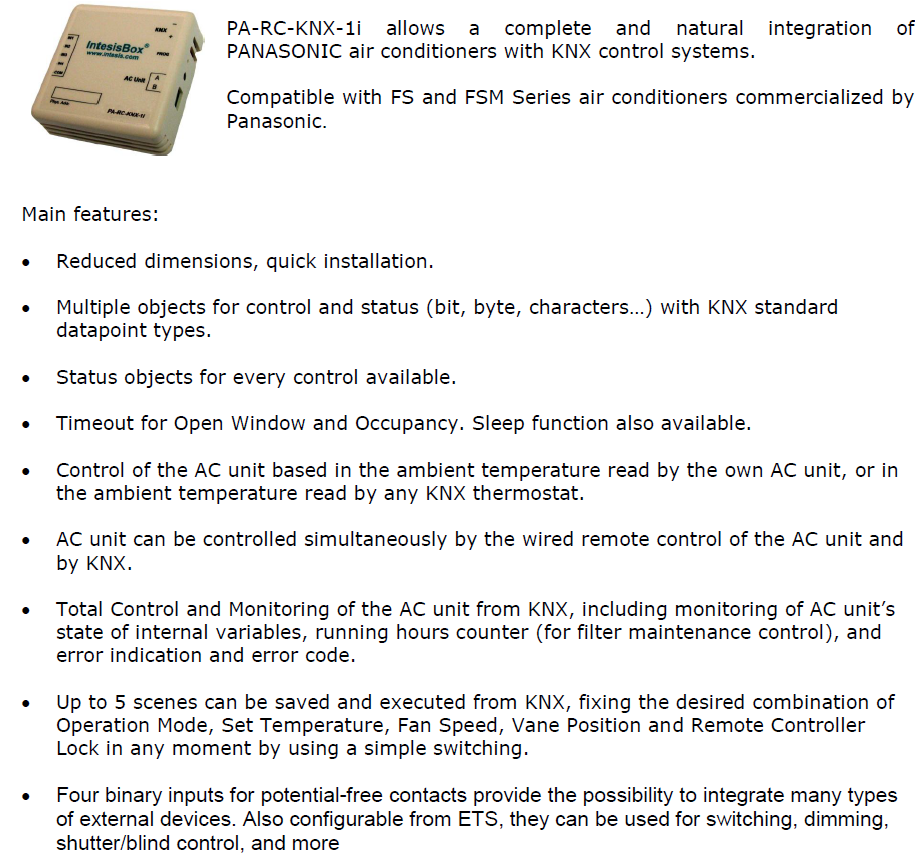 KNX
IntesisBox®
www.intesis.com
PROG
AC Unit
A
B
COM
Phys. Addr.
PA-RC-KNX-1i
PA-RC-KNX-1i allows a complete and natural integration of
PANASONIC air conditioners with KNX control systems.
Compatible with FS and FSM Series air conditioners commercialized by
Panasonic.
Main features:
• Reduced dimensions, quick installation.
• Multiple objects for control and status (bit, byte, characters…) with KNX standard
datapoint types.
• Status objects for every control available.
• Timeout for Open Window and Occupancy. Sleep function also available.
• Control of the AC unit based in the ambient temperature read by the own AC unit, or in
the ambient temperature read by any KNX thermostat.
• AC unit can be controlled simultaneously by the wired remote control of the AC unit and
by KNX.
• Total Control and Monitoring of the AC unit from KNX, including monitoring of AC unit’s
state of internal variables, running hours counter (for filter maintenance control), and
error indication and error code.
• Up to 5 scenes can be saved and executed from KNX, fixing the desired combination of
Operation Mode, Set Temperature, Fan Speed, Vane Position and Remote Controller
Lock in any moment by using a simple switching.
• Four binary inputs for potential-free contacts provide the possibility to integrate many types
of external devices. Also configurable from ETS, they can be used for switching, dimming,
shutter/blind control, and more